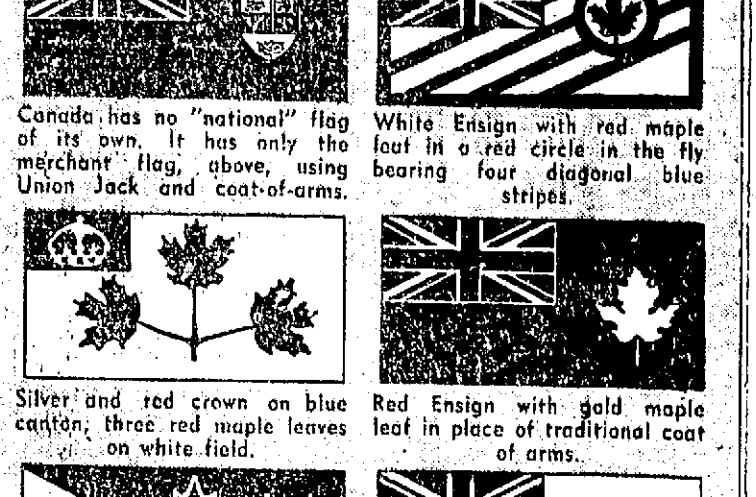 Canada has no "national" flag
of its own. It has only the
merchant flag, above, using
Union Jack and coat-of-arms.
White Ensign with red maple
leaf in a red circle in the fly
bearing four diagonal blue
stripes.
Silver and red crown on blue
canton; three red maple leaves
on white field.
Red Ensign with gold maple
leaf in place of traditional coat
of arms.